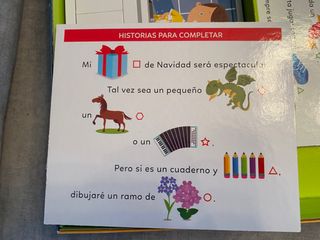 HISTORIAS PARA COMPLETAR
Mi de Navidad será espectacular.
Tal vez sea un pequeño
un
o un
Pero si es un cuaderno y
dibujaré un ramo de